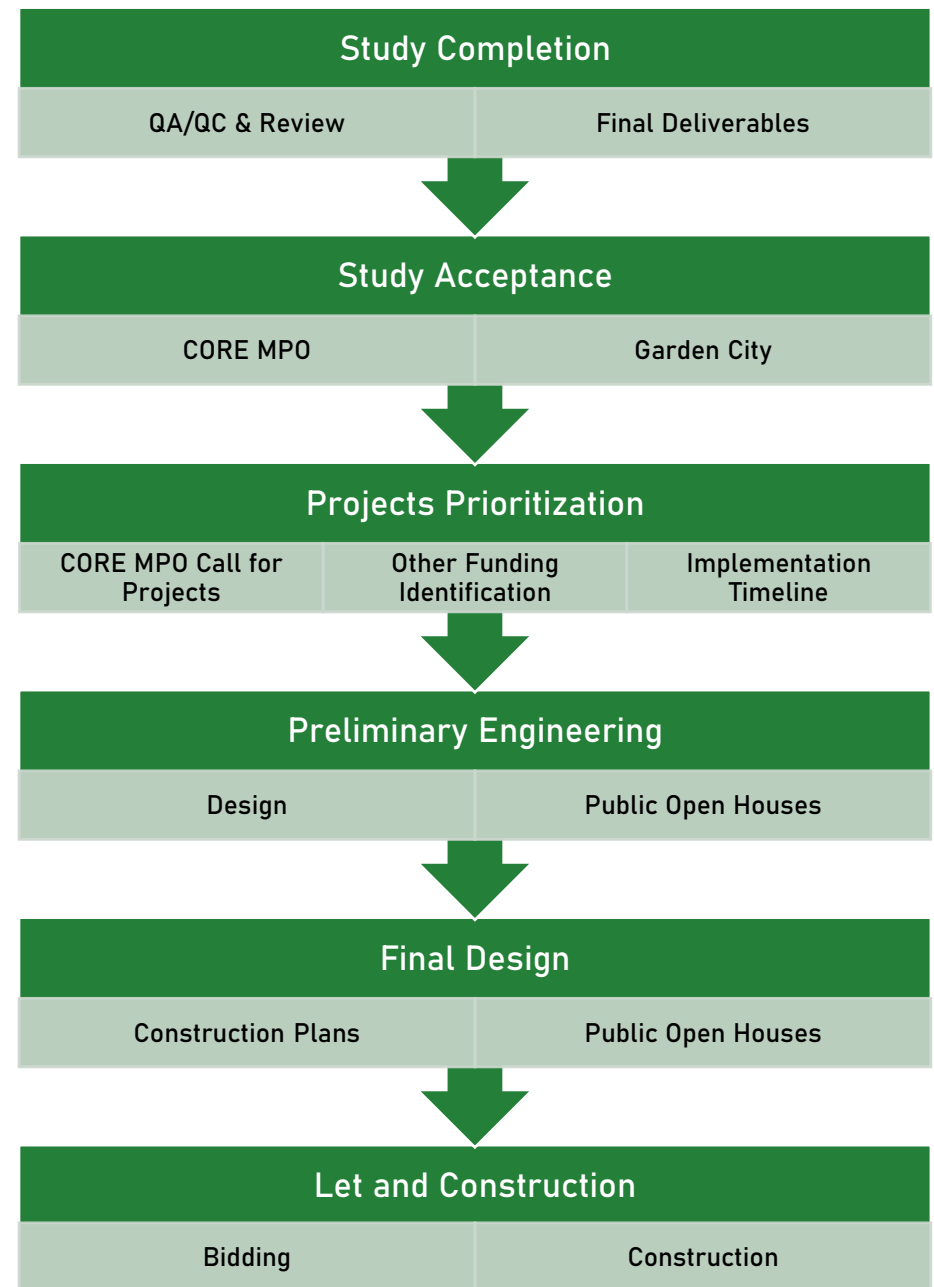 Study Completion
QA/QC & Review
Final Deliverables
Study Acceptance
CORE MPO
Garden City
Projects Prioritization
CORE MPO Call for
Projects
Other Funding
Identification
Implementation
Timeline
Preliminary Engineering
Design
Public Open Houses
Final Design
Construction Plans
Public Open Houses
Let and Construction
Bidding
Construction